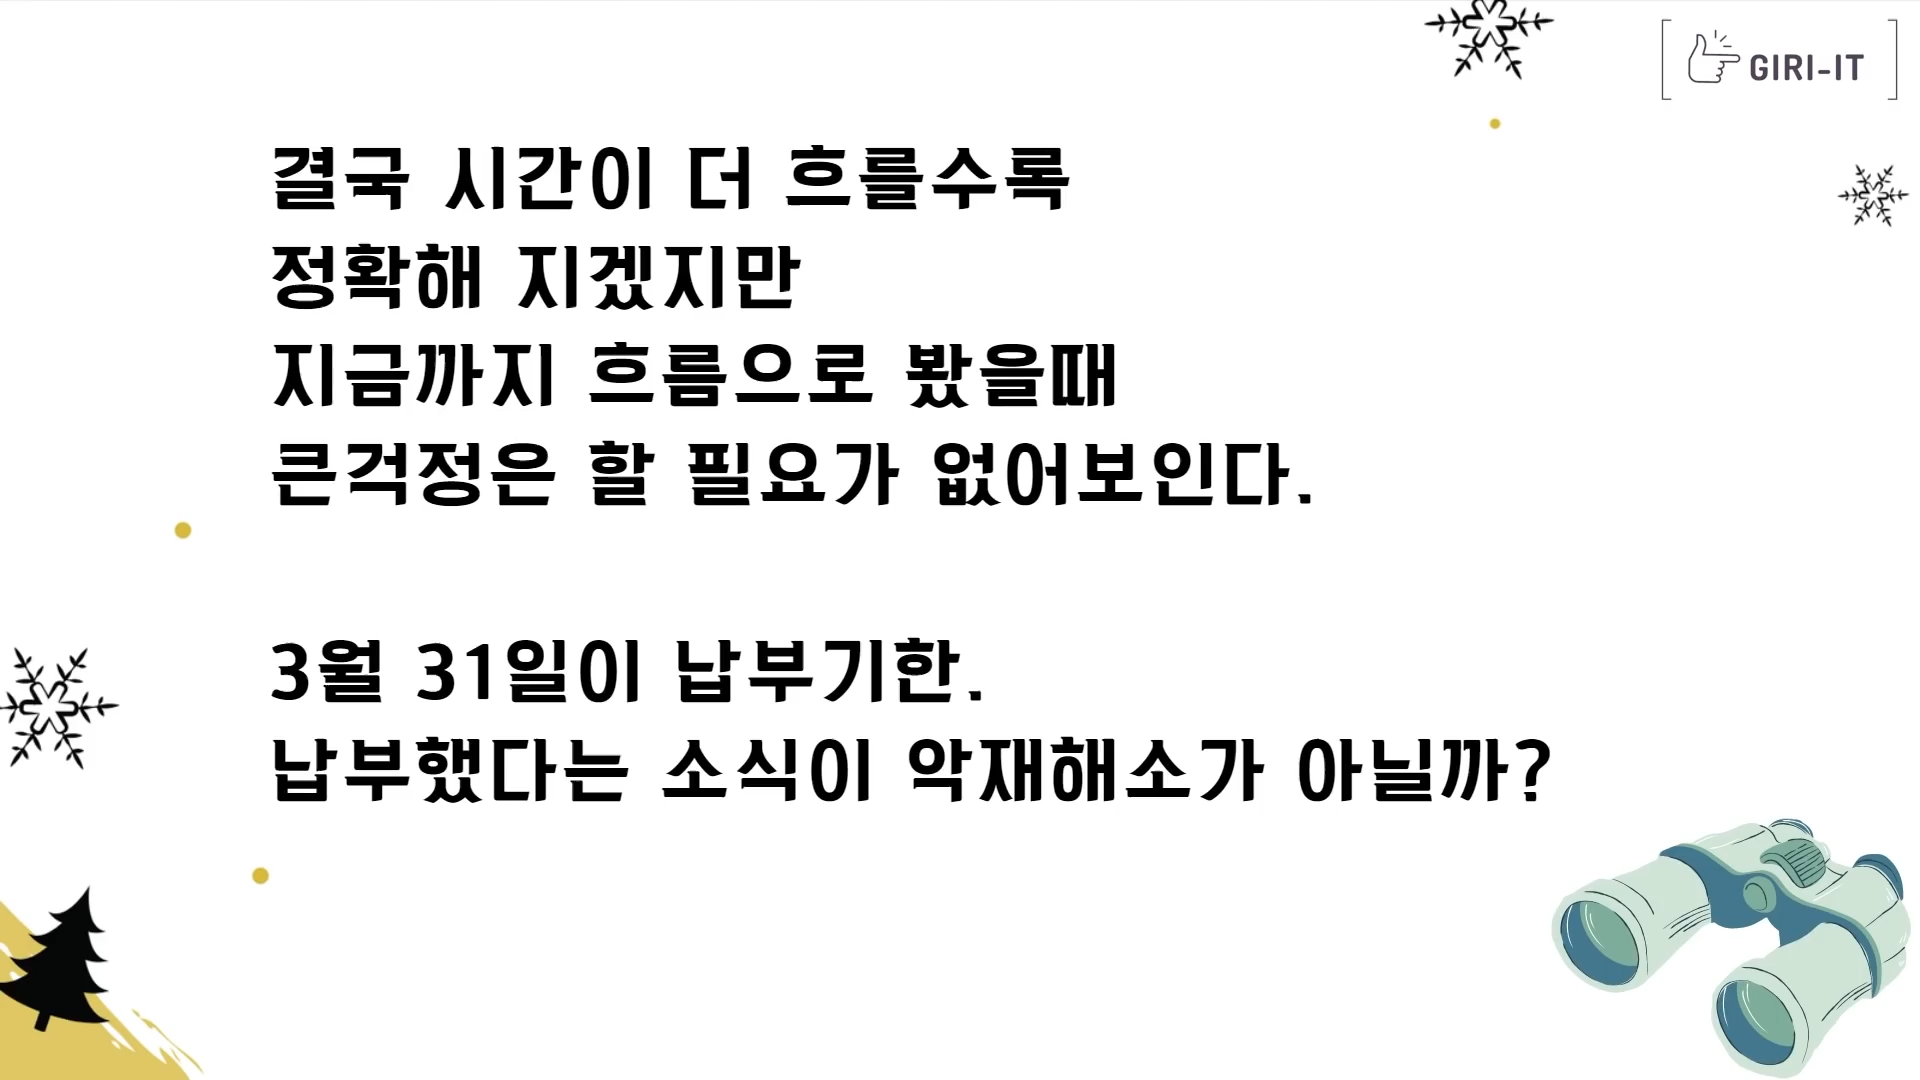 GIRI-IT
결국 시간이 더 흐를수록
정확해 지겠지만
지금까지 흐름으로 봤을때
큰걱정은 할 필요가 없어보인다.
3월 31일이 납부기한.
납부했다는 소식이 악재해소가 아닐까?